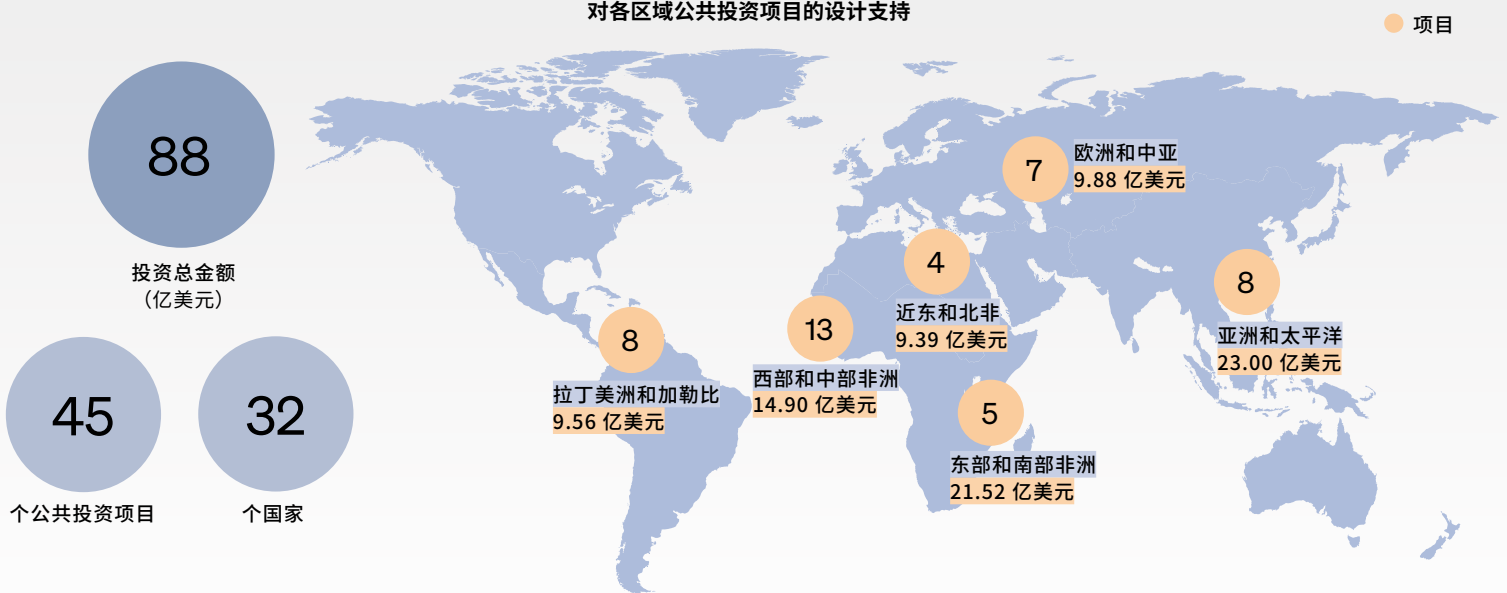 对各区域公共投资项目的设计支持
项目
88
投资总金额
（亿美元）
45
个公共投资项目
32
个国家
7
欧洲和中亚
9.88 亿美元
4
近东和北非
9.39 亿美元
8
亚洲和太平洋
23.00 亿美元
13
西部和中部非洲
14.90 亿美元
8
拉丁美洲和加勒比
9.56 亿美元
5
东部和南部非洲
21.52 亿美元